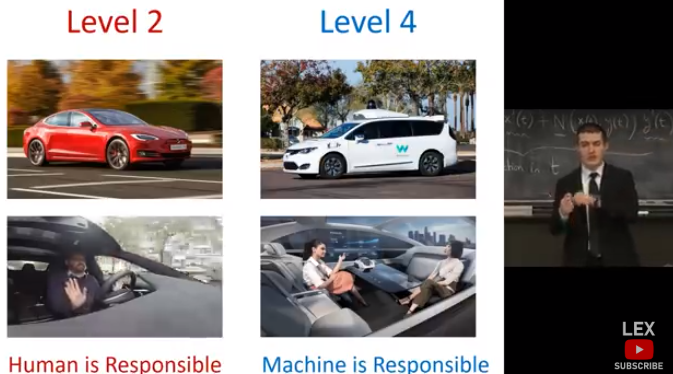 Level 2
Level 4
Human is Responsible
Machine is Responsible
LEX
SUBSCRIBE